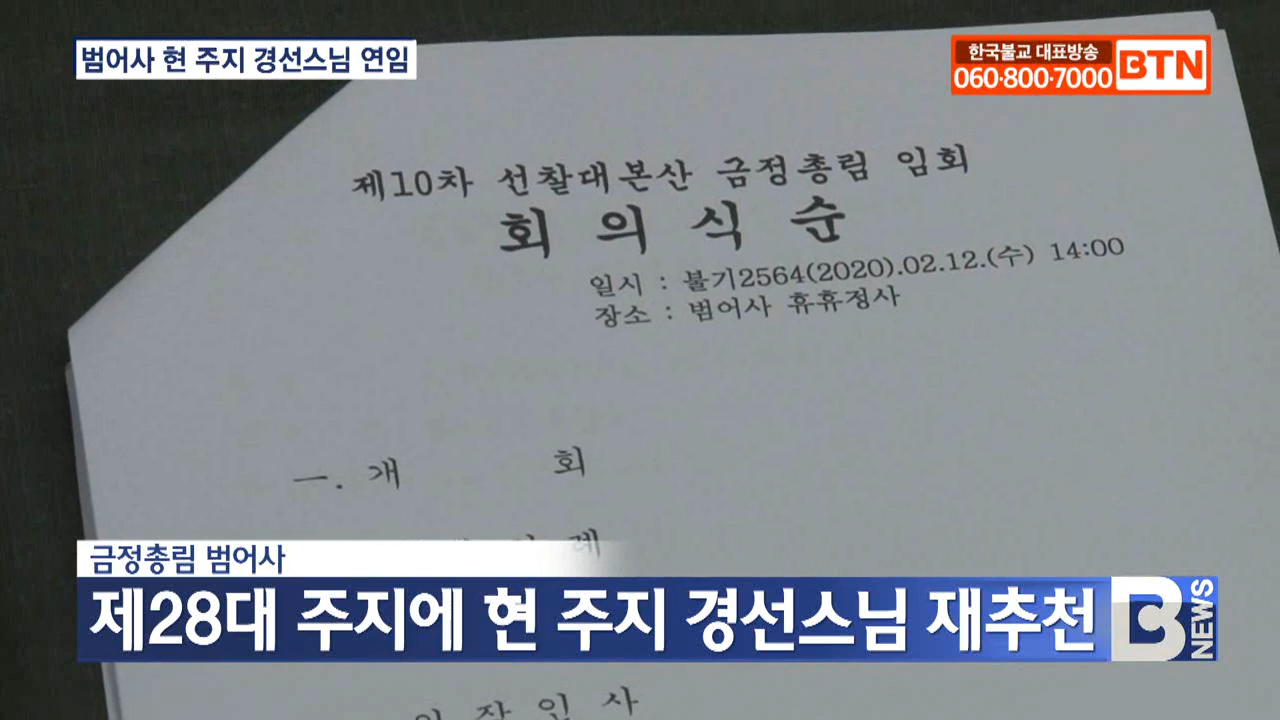 범어사 현 주지 경선스님 연임
한국불교 대표방송
060·800·7000 BTN
제10차 선찰대본산 금정총림 임회
회 의 식 순
일시 : 불기2564(2020).02.12.(수) 14:00
장소 : 범어사 휴휴정사
一. 개 회
금정총림 범어사
제28대 주지에 현 주지 경선스님 재추천
B NEWS
인 사